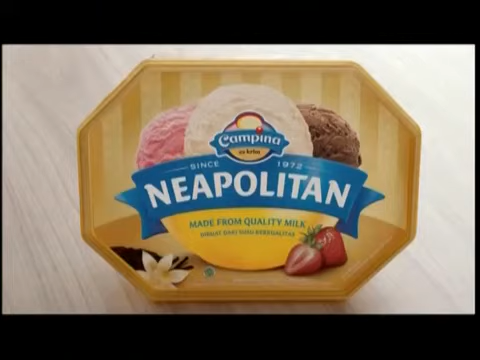 Campina
es krim
SINCE 1972
NEAPOLITAN
MADE FROM QUALITY MILK
DIBUAT DARI SUSU BERKUALITAS